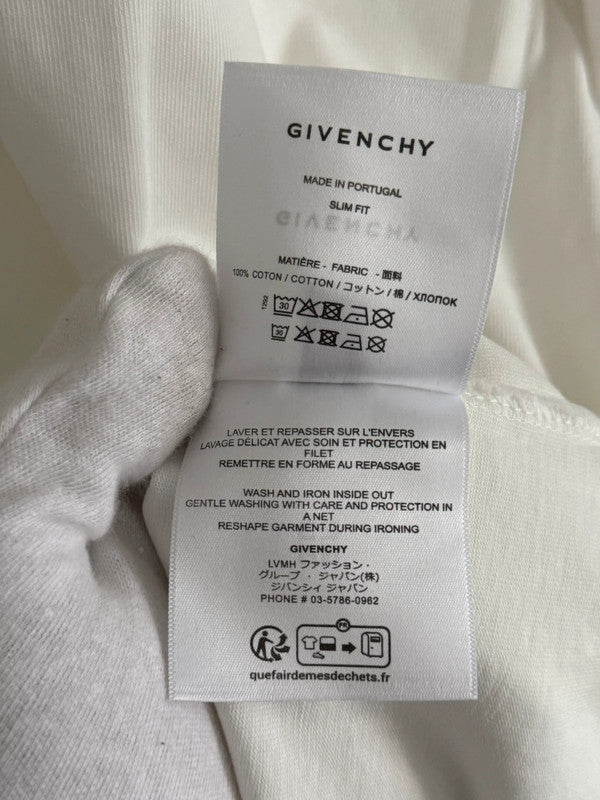 GIVENCHY
MADE IN PORTUGAL
SLIM FIT
GIVENCHY
MATIÈRE - FABRIC - 面料
100% COTON / COTTON / コットン / 棉 / ХЛОПОК
30
30
LAVER ET REPASSER SUR L'ENVERS
LAVAGE DÉLICAT AVEC SOIN ET PROTECTION EN
FILET
REMETTRE EN FORME AU REPASSAGE
WASH AND IRON INSIDE OUT
GENTLE WASHING WITH CARE AND PROTECTION IN
A NET
RESHAPE GARMENT DURING IRONING
GIVENCHY
LVMH ファッション・
グループ ・ ジャパン(株)
ジバンシィ ジャパン
PHONE # 03-5786-0962
FR
quefairedemesdechets.fr